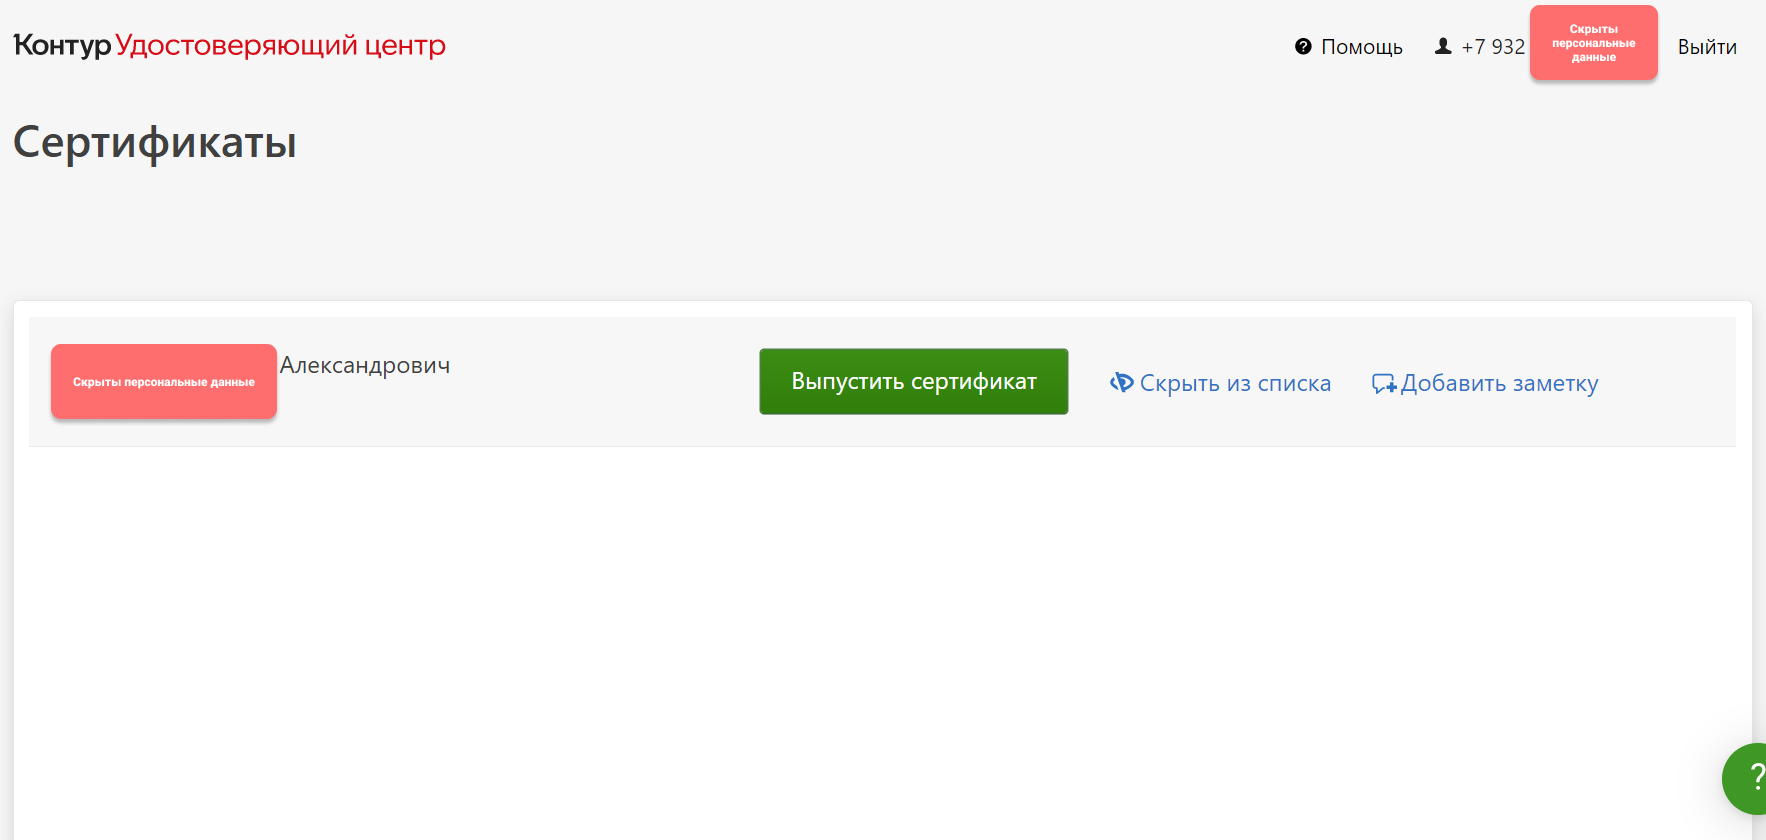 Контур Удостоверяющий центр
? Помощь
+7 932
Скрыты
персональные
данные
Выйти
Сертификаты
Скрыты персональные данные
Александрович
Выпустить сертификат
Скрыть из списка
Добавить заметку
?